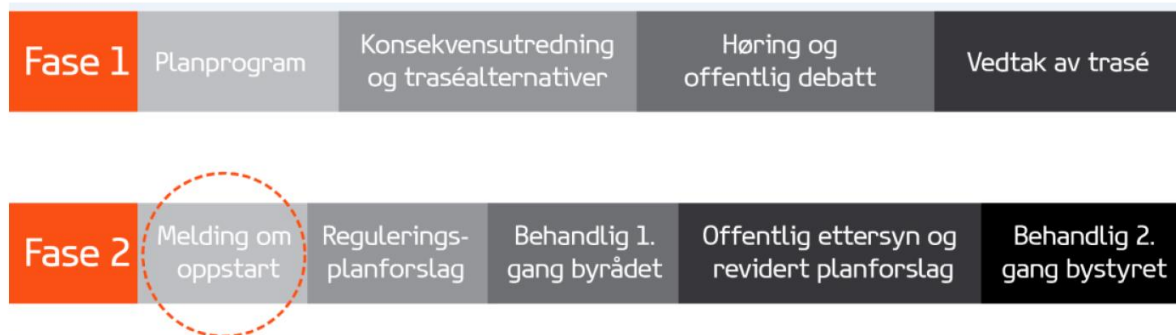 Fase 1
Planprogram
Konsekvensutredning
og traséalternativer
Høring og
offentlig debatt
Vedtak av trasé
Fase 2
Melding om
oppstart
Regulerings-
planforslag
Behandlig 1.
gang byrådet
Offentlig ettersyn og
revidert planforslag
Behandlig 2.
gang bystyret